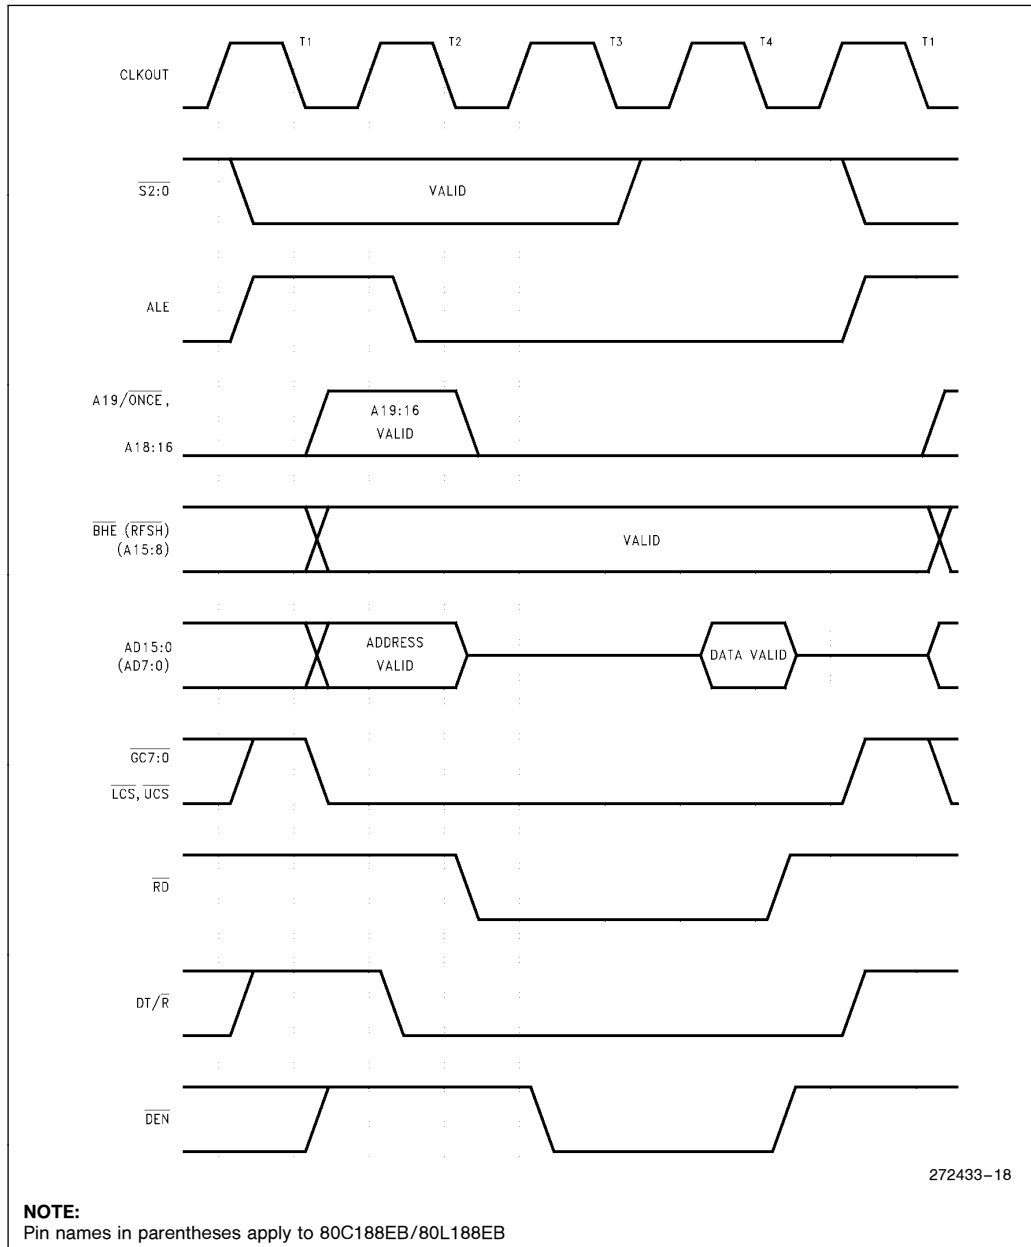 T1 T2 T3 T4 T1
CLKOUT
S2:0
VALID
ALE
A19/ONCE,
A18:16
A19:16
VALID
BHE (RFSH)
(A15:8)
VALID
AD15:0
(AD7:0)
ADDRESS
VALID
DATA VALID
GC7:0
LCS, UCS
RD
DT/R
DEN
272433-18
NOTE:
Pin names in parentheses apply to 80C188EB/80L188EB